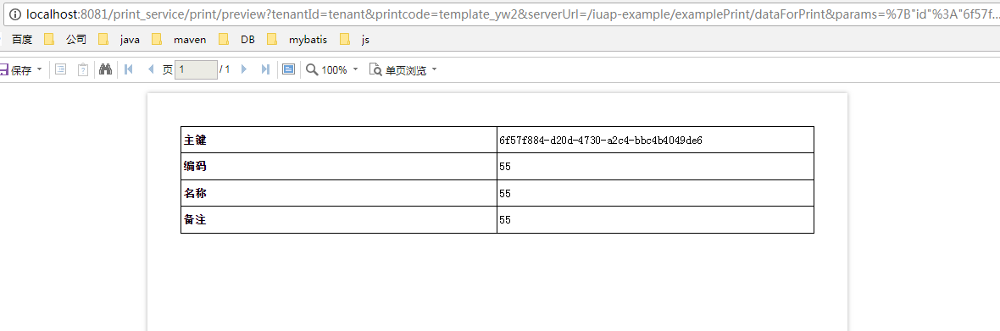 localhost:8081/print_service/print/preview?tenantId=tenant&printcode=template_yw2&serverUrl=/iuap-example/examplePrint/dataForPrint&params=%7B"id"%3A"6f57f...
百度 公司 java maven DB mybatis js
保存 页 1 / 1 100% 单页浏览
主键 6f57f884-d20d-4730-a2c4-bbc4b4049de6
编码 55
名称 55
备注 55